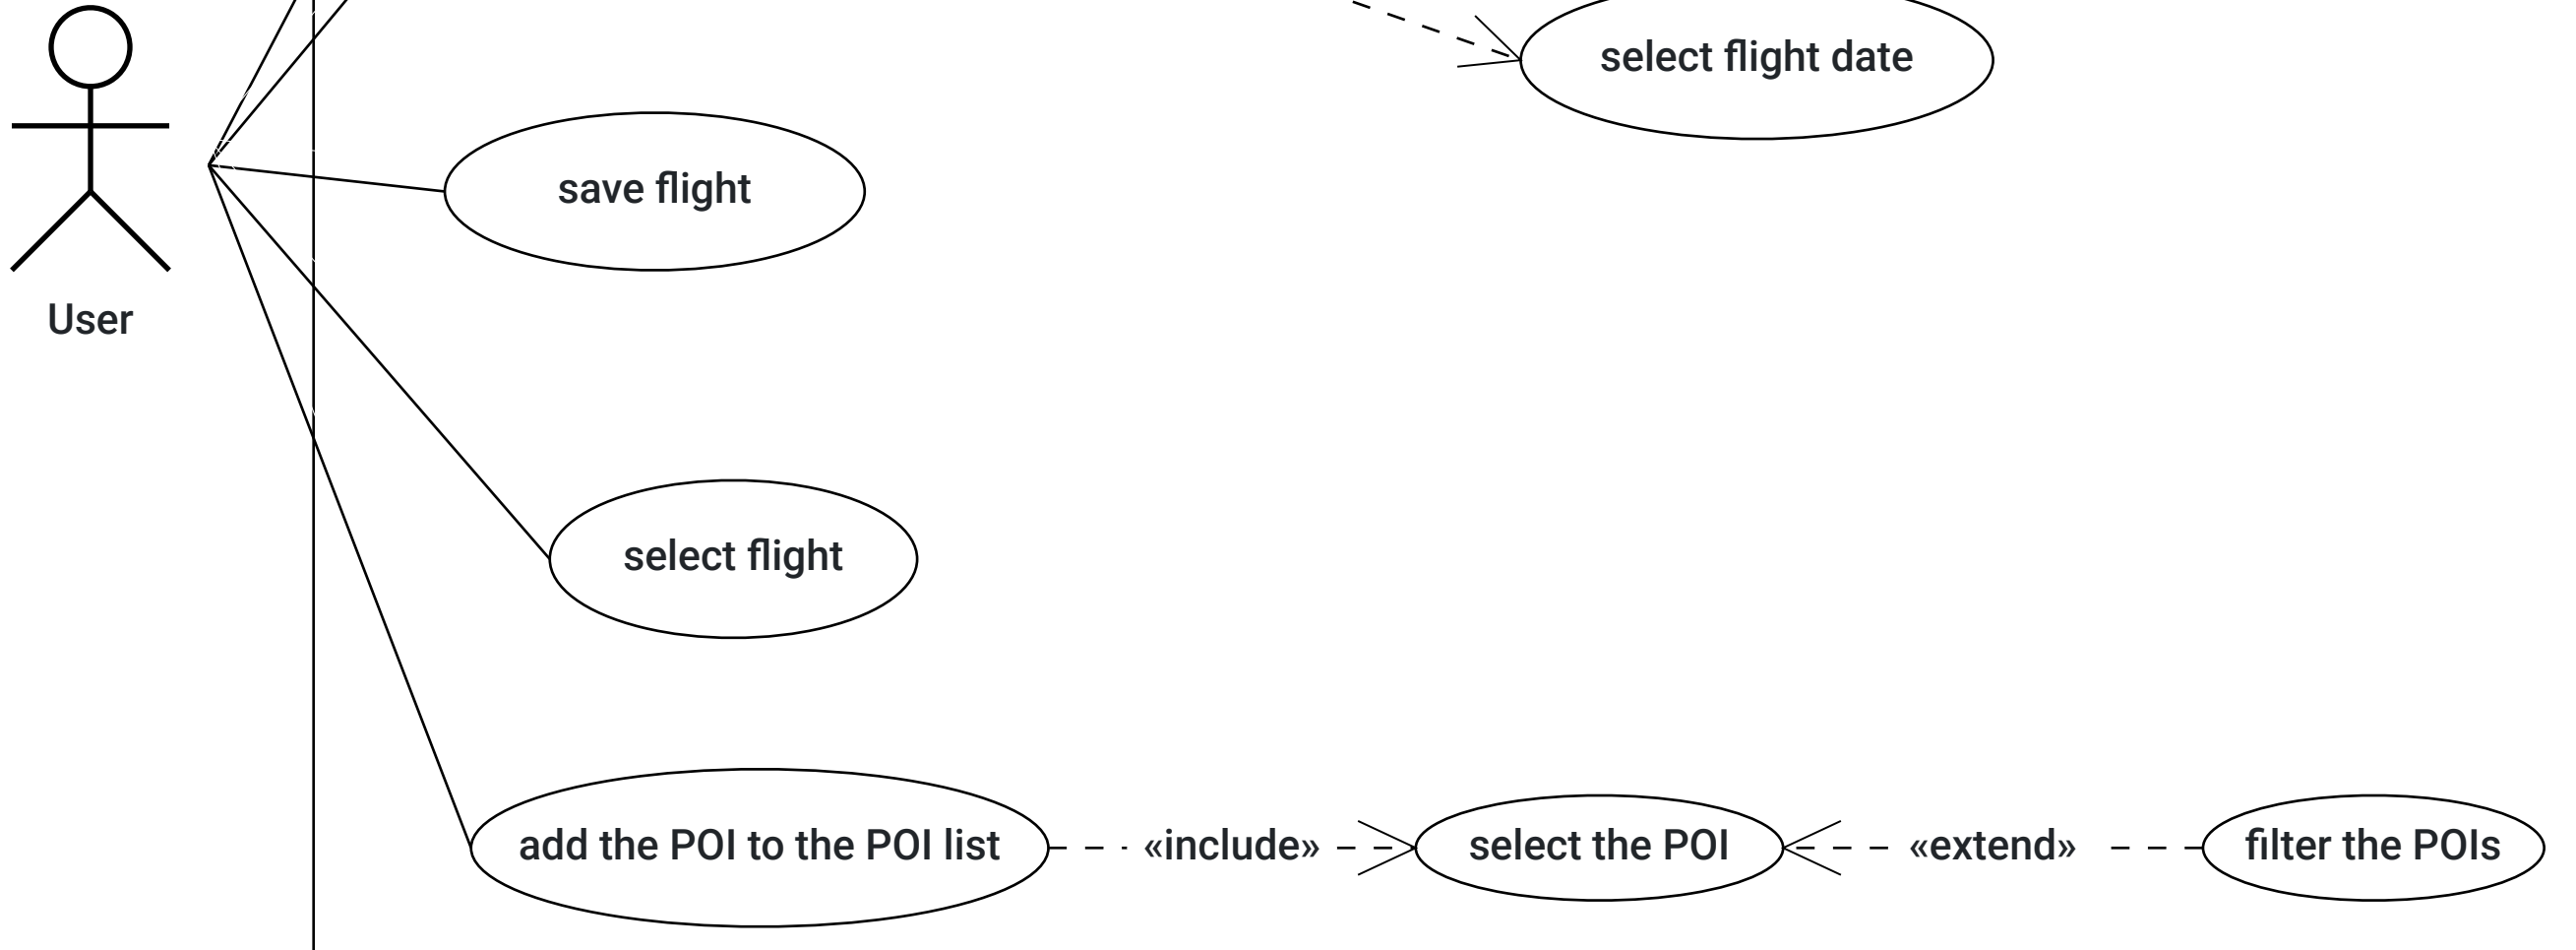 select flight date
save flight
User
select flight
add the POI to the POI list
«include»
select the POI
«extend»
filter the POIs